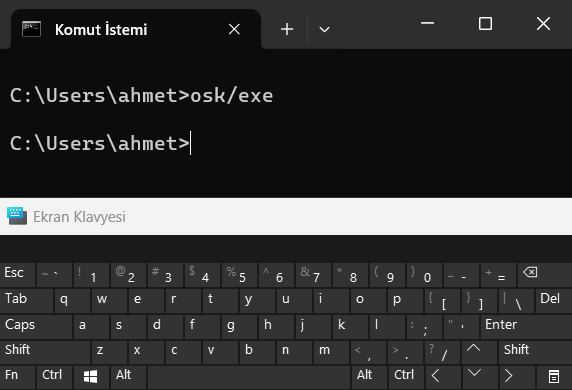 Komut İstemi
C:\Users\ahmet>osk/exe
C:\Users\ahmet>
Ekran Klavyesi
Esc ~ ` ! 1 @ 2 # 3 $ 4 % 5 ^ 6 & 7 * 8 ( 9 ) 0 _ - + =
Tab q w e r t y u i o p { [ } ] | \ Del
Caps a s d f g h j k l : ; " ' Enter
Shift z x c v b n m < , > . ? / Shift
Fn Ctrl Alt Alt Ctrl